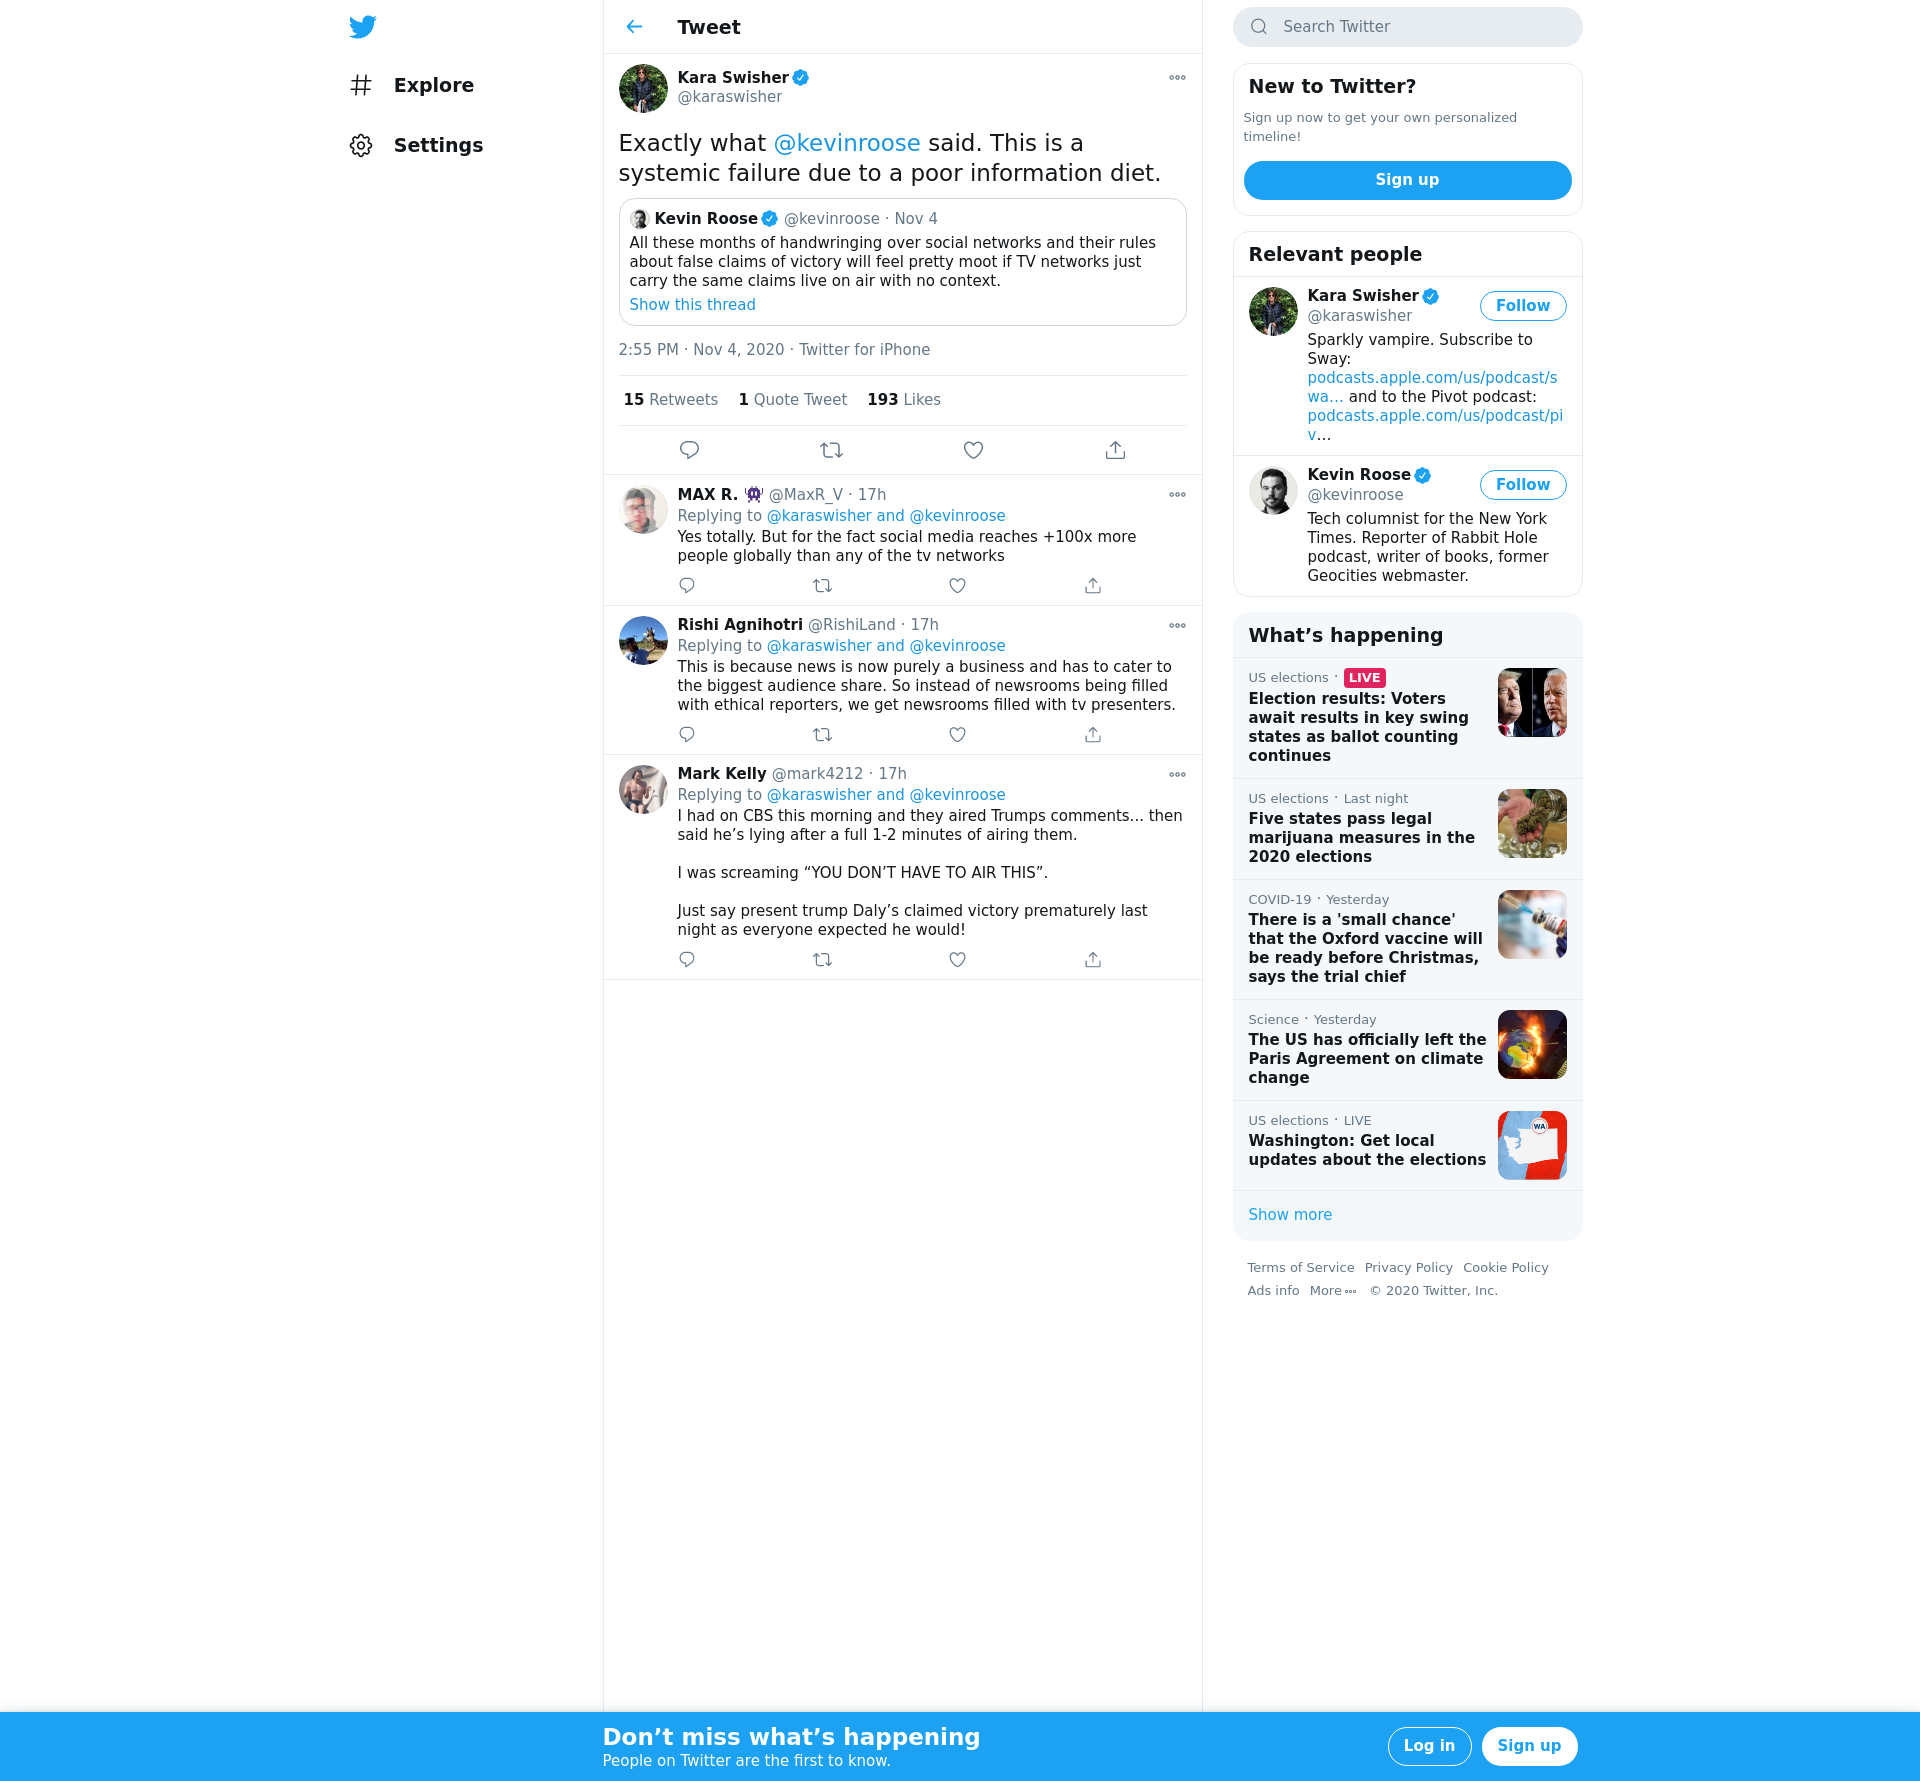 Explore
Settings
Tweet
Kara Swisher
@karaswisher
Exactly what @kevinroose said. This is a
systemic failure due to a poor information diet.
Kevin Roose @kevinroose · Nov 4
All these months of handwringing over social networks and their rules
about false claims of victory will feel pretty moot if TV networks just
carry the same claims live on air with no context.
Show this thread
2:55 PM · Nov 4, 2020 · Twitter for iPhone
15 Retweets 1 Quote Tweet 193 Likes
MAX R. 👾 @MaxR_V · 17h
Replying to @karaswisher and @kevinroose
Yes totally. But for the fact social media reaches +100x more
people globally than any of the tv networks
Rishi Agnihotri @RishiLand · 17h
Replying to @karaswisher and @kevinroose
This is because news is now purely a business and has to cater to
the biggest audience share. So instead of newsrooms being filled
with ethical reporters, we get newsrooms filled with tv presenters.
Mark Kelly @mark4212 · 17h
Replying to @karaswisher and @kevinroose
I had on CBS this morning and they aired Trumps comments... then
said he’s lying after a full 1-2 minutes of airing them.
I was screaming “YOU DON’T HAVE TO AIR THIS”.
Just say present trump Daly’s claimed victory prematurely last
night as everyone expected he would!
Search Twitter
New to Twitter?
Sign up now to get your own personalized
timeline!
Sign up
Relevant people
Kara Swisher
@karaswisher
Follow
Sparkly vampire. Subscribe to
Sway:
podcasts.apple.com/us/podcast/s
wa… and to the Pivot podcast:
podcasts.apple.com/us/podcast/pi
v…
Kevin Roose
@kevinroose
Follow
Tech columnist for the New York
Times. Reporter of Rabbit Hole
podcast, writer of books, former
Geocities webmaster.
What’s happening
US elections · LIVE
Election results: Voters
await results in key swing
states as ballot counting
continues
US elections · Last night
Five states pass legal
marijuana measures in the
2020 elections
COVID-19 · Yesterday
There is a 'small chance'
that the Oxford vaccine will
be ready before Christmas,
says the trial chief
Science · Yesterday
The US has officially left the
Paris Agreement on climate
change
US elections · LIVE
Washington: Get local
updates about the elections
WA
Show more
Terms of Service Privacy Policy Cookie Policy
Ads info More © 2020 Twitter, Inc.
Don’t miss what’s happening
People on Twitter are the first to know.
Log in
Sign up